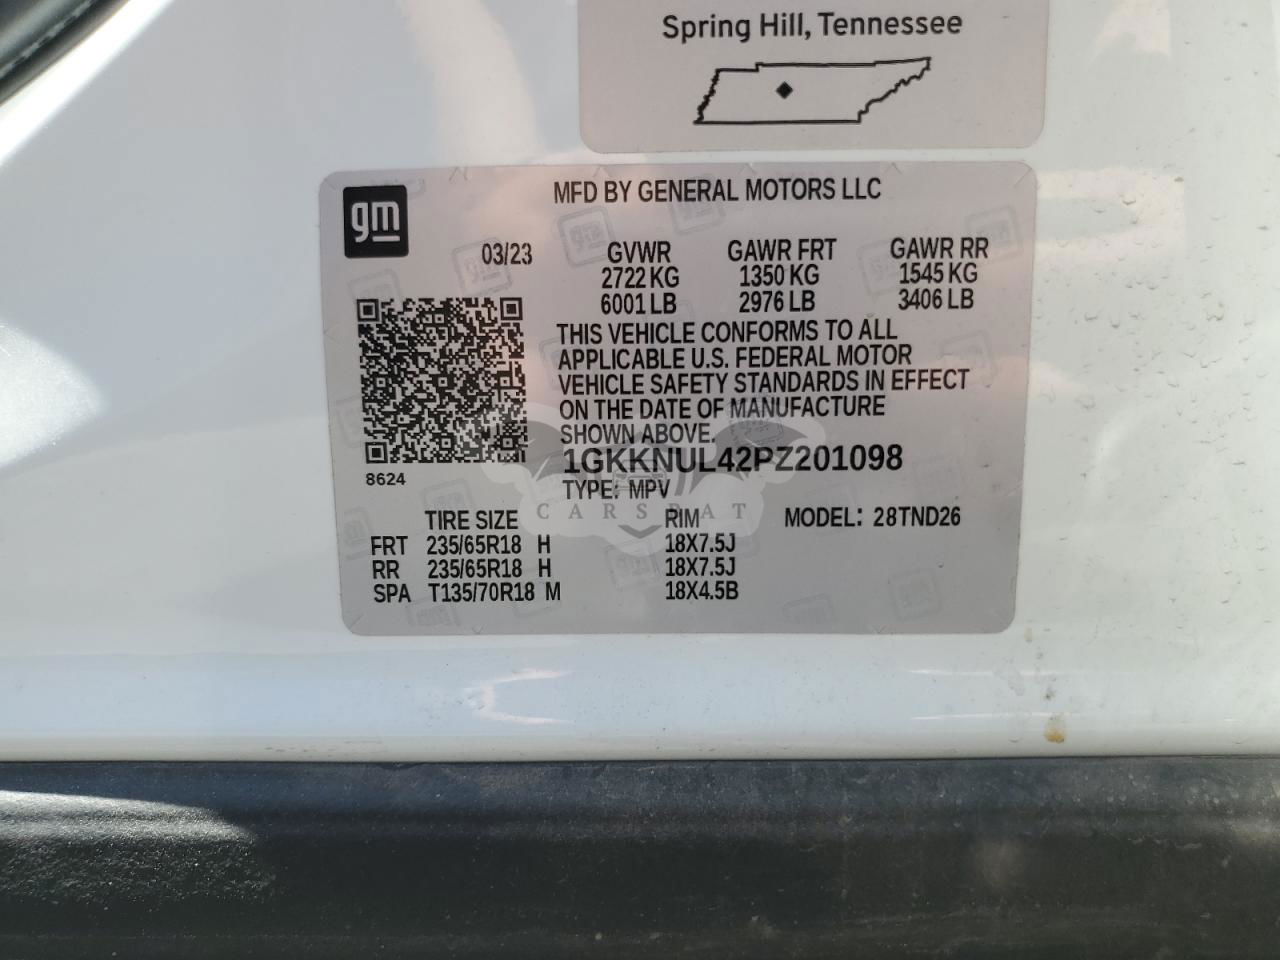 Spring Hill, Tennessee
gm
MFD BY GENERAL MOTORS LLC
03/23 GVWR GAWR FRT GAWR RR
2722 KG 1350 KG 1545 KG
6001 LB 2976 LB 3406 LB
THIS VEHICLE CONFORMS TO ALL
APPLICABLE U.S. FEDERAL MOTOR
VEHICLE SAFETY STANDARDS IN EFFECT
ON THE DATE OF MANUFACTURE
SHOWN ABOVE.
1GKKNUL42PZ201098
8624
TYPE: MPV
CARSBAT
TIRE SIZE RIM MODEL: 28TND26
FRT 235/65R18 H 18X7.5J
RR 235/65R18 H 18X7.5J
SPA T135/70R18 M 18X4.5B